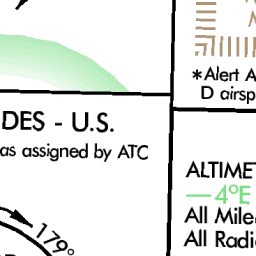 *Alert A
D airsp
DES - U.S.
as assigned by ATC
ALTIMET
4°E
All Mile
All Radi
179°